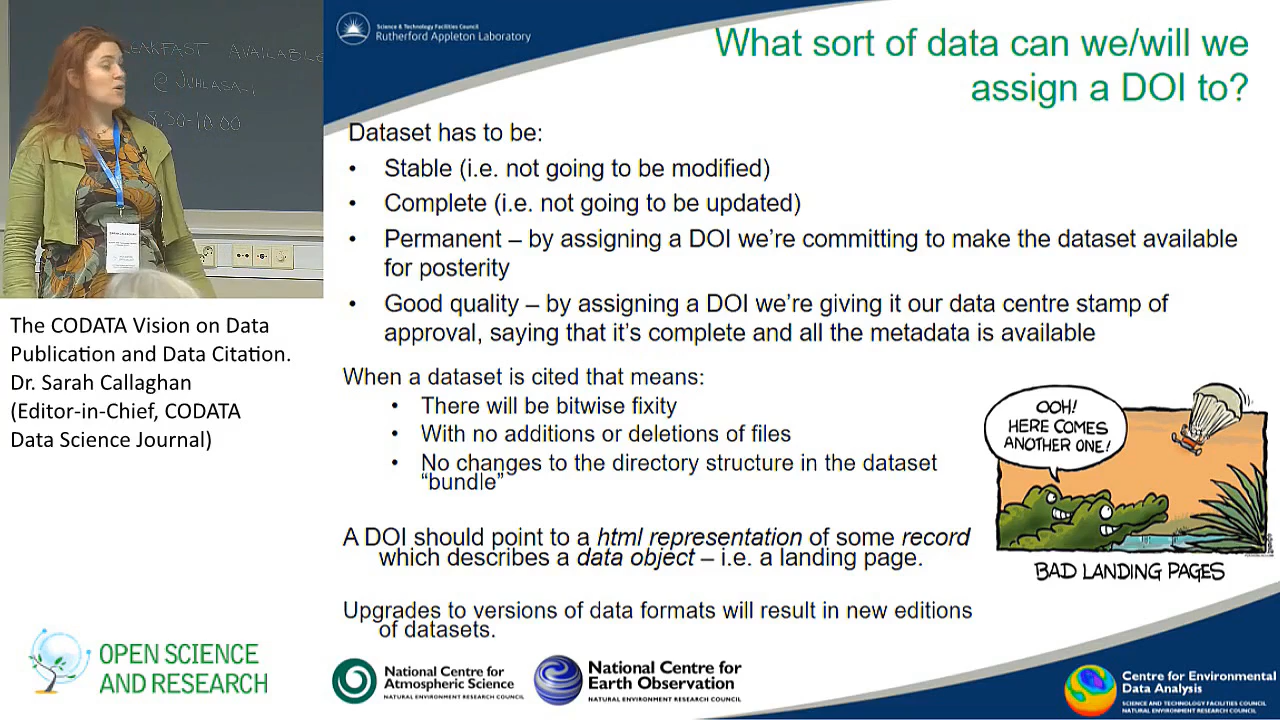 BREAKFAST AVAILABLE
@ JUHLASALI
8.30-10.00
SARAH CALLAGHAN
The CODATA Vision on Data
Publication and Data Citation.
Dr. Sarah Callaghan
(Editor-in-Chief, CODATA
Data Science Journal)
OPEN SCIENCE
AND RESEARCH
Science & Technology Facilities Council
Rutherford Appleton Laboratory
What sort of data can we/will we
assign a DOI to?
Dataset has to be:
• Stable (i.e. not going to be modified)
• Complete (i.e. not going to be updated)
• Permanent – by assigning a DOI we're committing to make the dataset available
for posterity
• Good quality – by assigning a DOI we're giving it our data centre stamp of
approval, saying that it's complete and all the metadata is available
When a dataset is cited that means:
• There will be bitwise fixity
• With no additions or deletions of files
• No changes to the directory structure in the dataset
“bundle”
A DOI should point to a html representation of some record
which describes a data object – i.e. a landing page.
Upgrades to versions of data formats will result in new editions
of datasets.
OOH!
HERE COMES
ANOTHER ONE!
BAD LANDING PAGES
National Centre for
Atmospheric Science
NATURAL ENVIRONMENT RESEARCH COUNCIL
National Centre for
Earth Observation
NATURAL ENVIRONMENT RESEARCH COUNCIL
Centre for Environmental
Data Analysis
SCIENCE AND TECHNOLOGY FACILITIES COUNCIL
NATURAL ENVIRONMENT RESEARCH COUNCIL